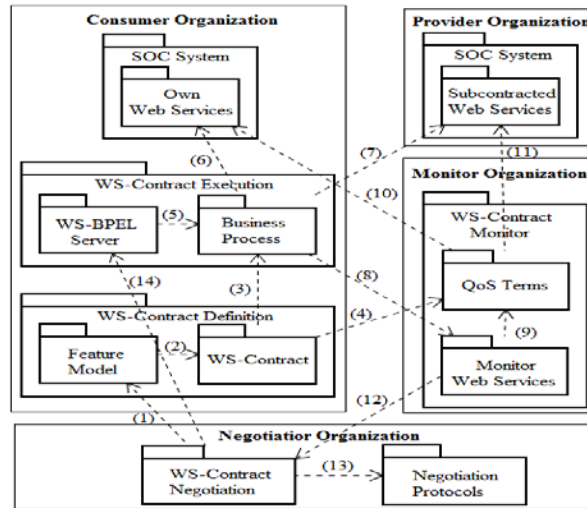 Consumer Organization
SOC System
Own
Web Services
Provider Organization
SOC System
Subcontracted
Web Services
(6)
(7)
(11)
(10)
WS-Contract Execution
WS-BPEL
Server
(5)
Business
Process
(14)
(3)
(8)
(4)
WS-Contract Definition
Feature
Model
(2)
WS-Contract
(1)
Monitor Organization
WS-Contract
Monitor
QoS Terms
(9)
Monitor
Web Services
(12)
Negotiatior Organization
WS-Contract
Negotiation
(13)
Negotiation
Protocols